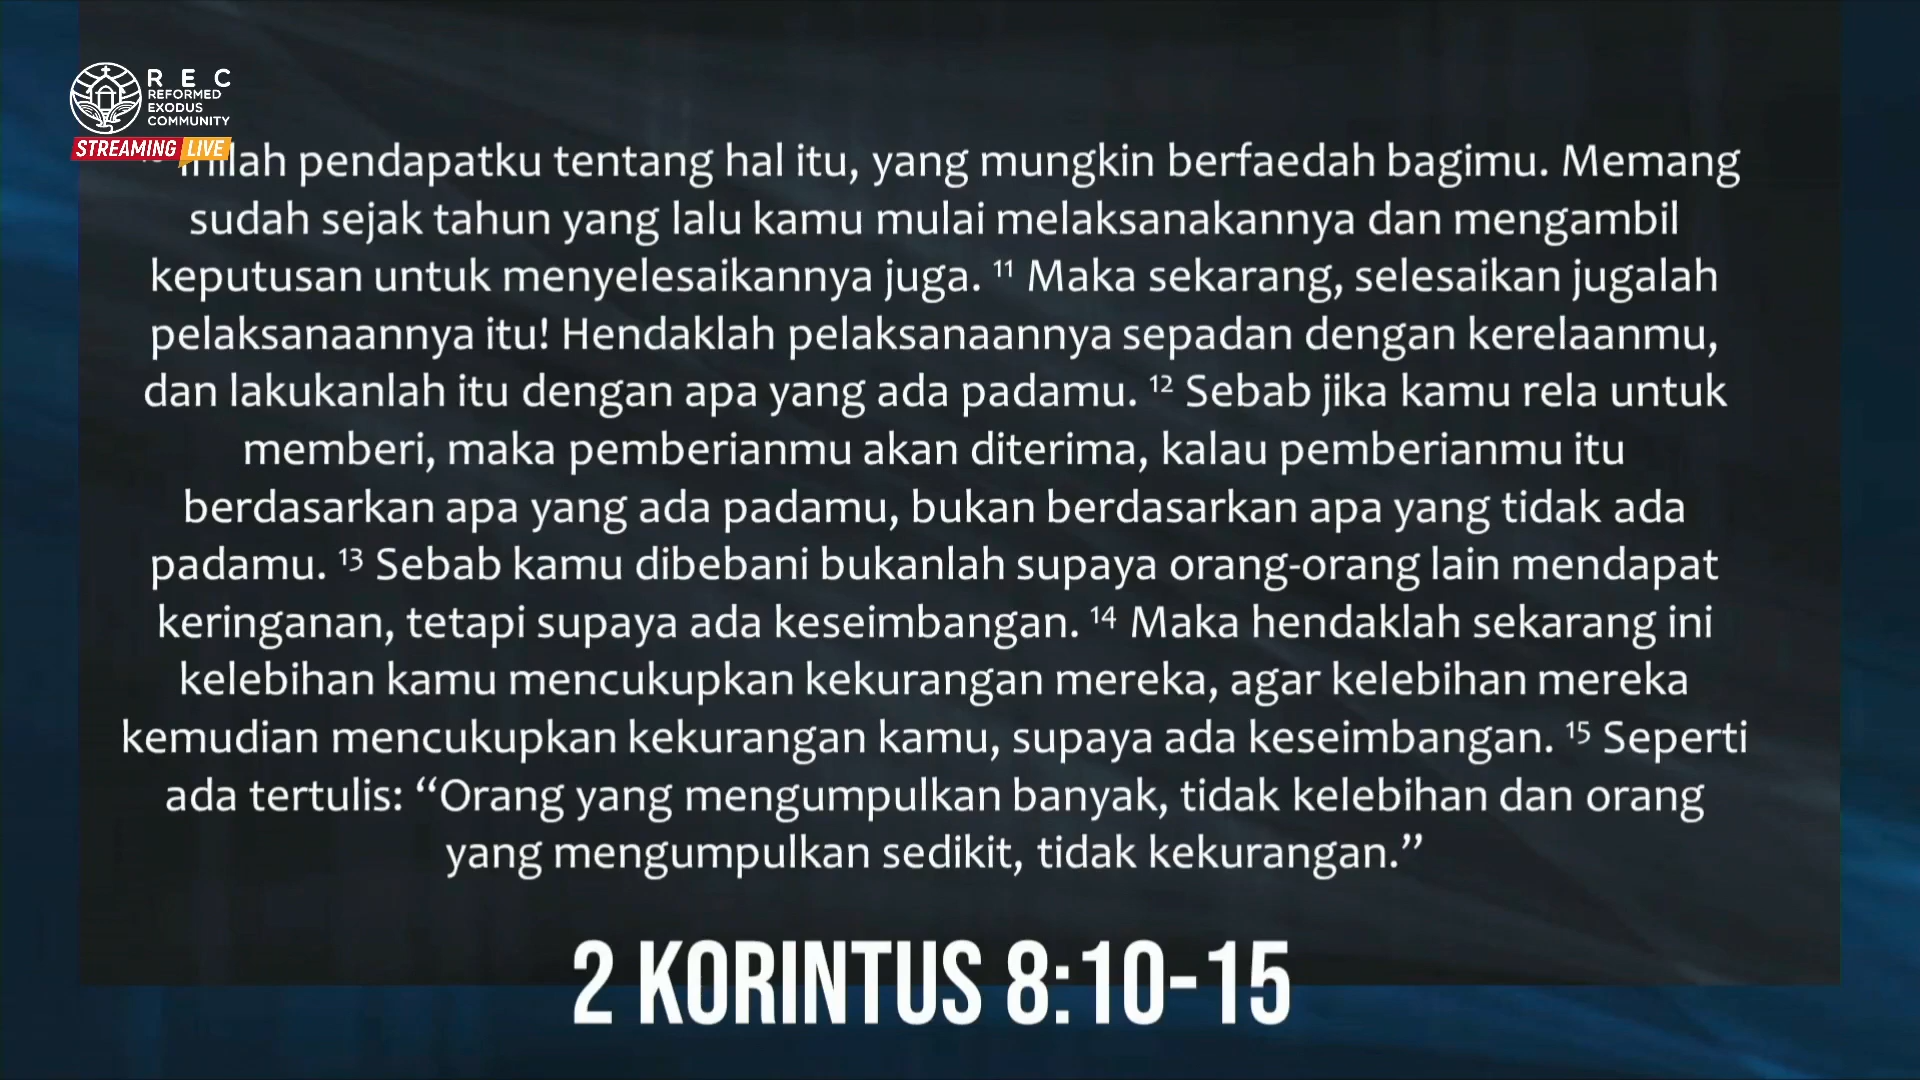 R E C
REFORMED
EXODUS
COMMUNITY
STREAMING LIVE
Inilah pendapatku tentang hal itu, yang mungkin berfaedah bagimu. Memang
sudah sejak tahun yang lalu kamu mulai melaksanakannya dan mengambil
keputusan untuk menyelesaikannya juga. 11 Maka sekarang, selesaikan jugalah
pelaksanaannya itu! Hendaklah pelaksanaannya sepadan dengan kerelaanmu,
dan lakukanlah itu dengan apa yang ada padamu. 12 Sebab jika kamu rela untuk
memberi, maka pemberianmu akan diterima, kalau pemberianmu itu
berdasarkan apa yang ada padamu, bukan berdasarkan apa yang tidak ada
padamu. 13 Sebab kamu dibebani bukanlah supaya orang-orang lain mendapat
keringanan, tetapi supaya ada keseimbangan. 14 Maka hendaklah sekarang ini
kelebihan kamu mencukupkan kekurangan mereka, agar kelebihan mereka
kemudian mencukupkan kekurangan kamu, supaya ada keseimbangan. 15 Seperti
ada tertulis: “Orang yang mengumpulkan banyak, tidak kelebihan dan orang
yang mengumpulkan sedikit, tidak kekurangan.”
2 KORINTUS 8:10-15